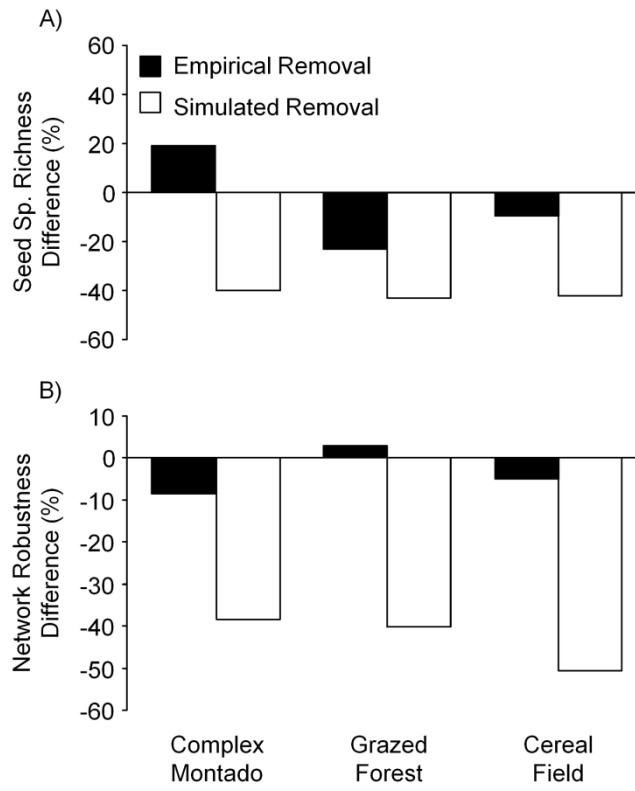 A)
Seed Sp. Richness
Difference (%)
60
40
20
0
-20
-40
-60
Empirical Removal
Simulated Removal
B)
Network Robustness
Difference (%)
10
0
-10
-20
-30
-40
-50
-60
Complex
Montado
Grazed
Forest
Cereal
Field